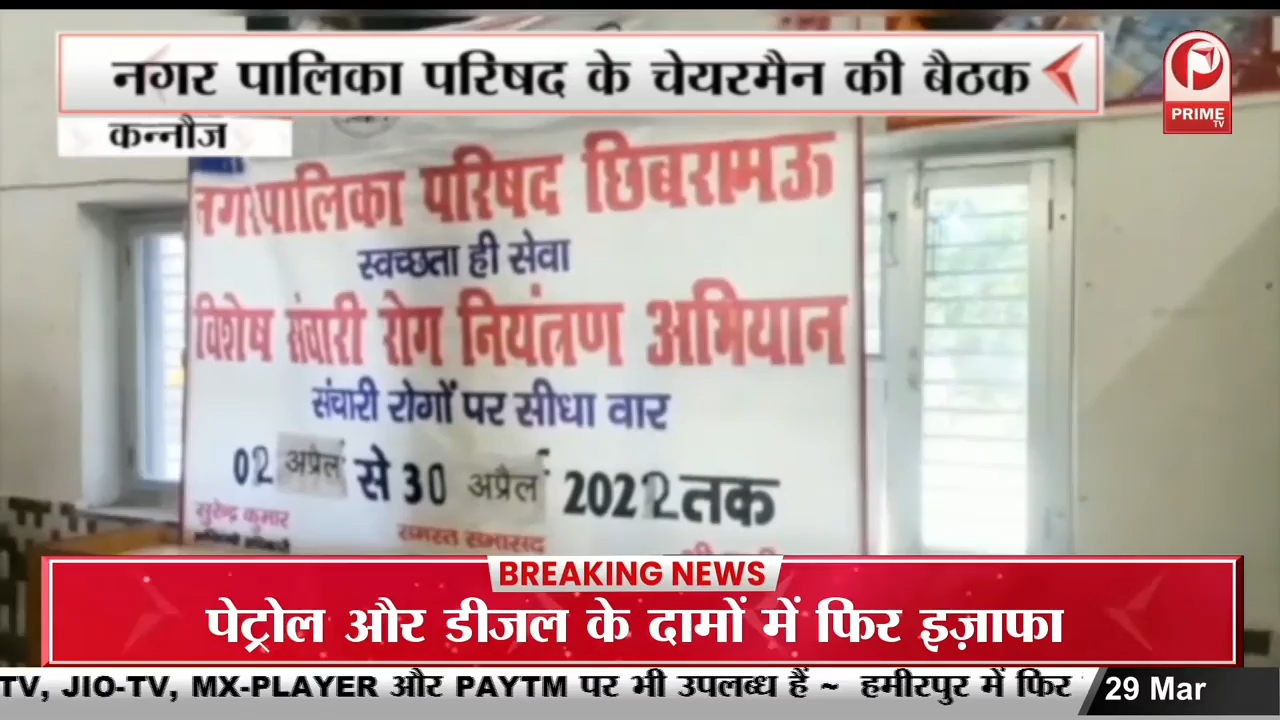 नगर पालिका परिषद के चेयरमैन की बैठक
कन्नौज
PRIME
TV
नगरपालिका परिषद छिबरामऊ
स्वच्छता ही सेवा
विशेष संचारी रोग नियंत्रण अभियान
संचारी रोगों पर सीधा वार
02 अप्रैल से 30 अप्रैल 2022 तक
सुरेन्द्र कुमार
समस्त सभासद
BREAKING NEWS
पेट्रोल और डीजल के दामों में फिर इज़ाफा
TV, JIO-TV, MX-PLAYER और PAYTM पर भी उपलब्ध हैं ~ हमीरपुर में फिर
29 Mar